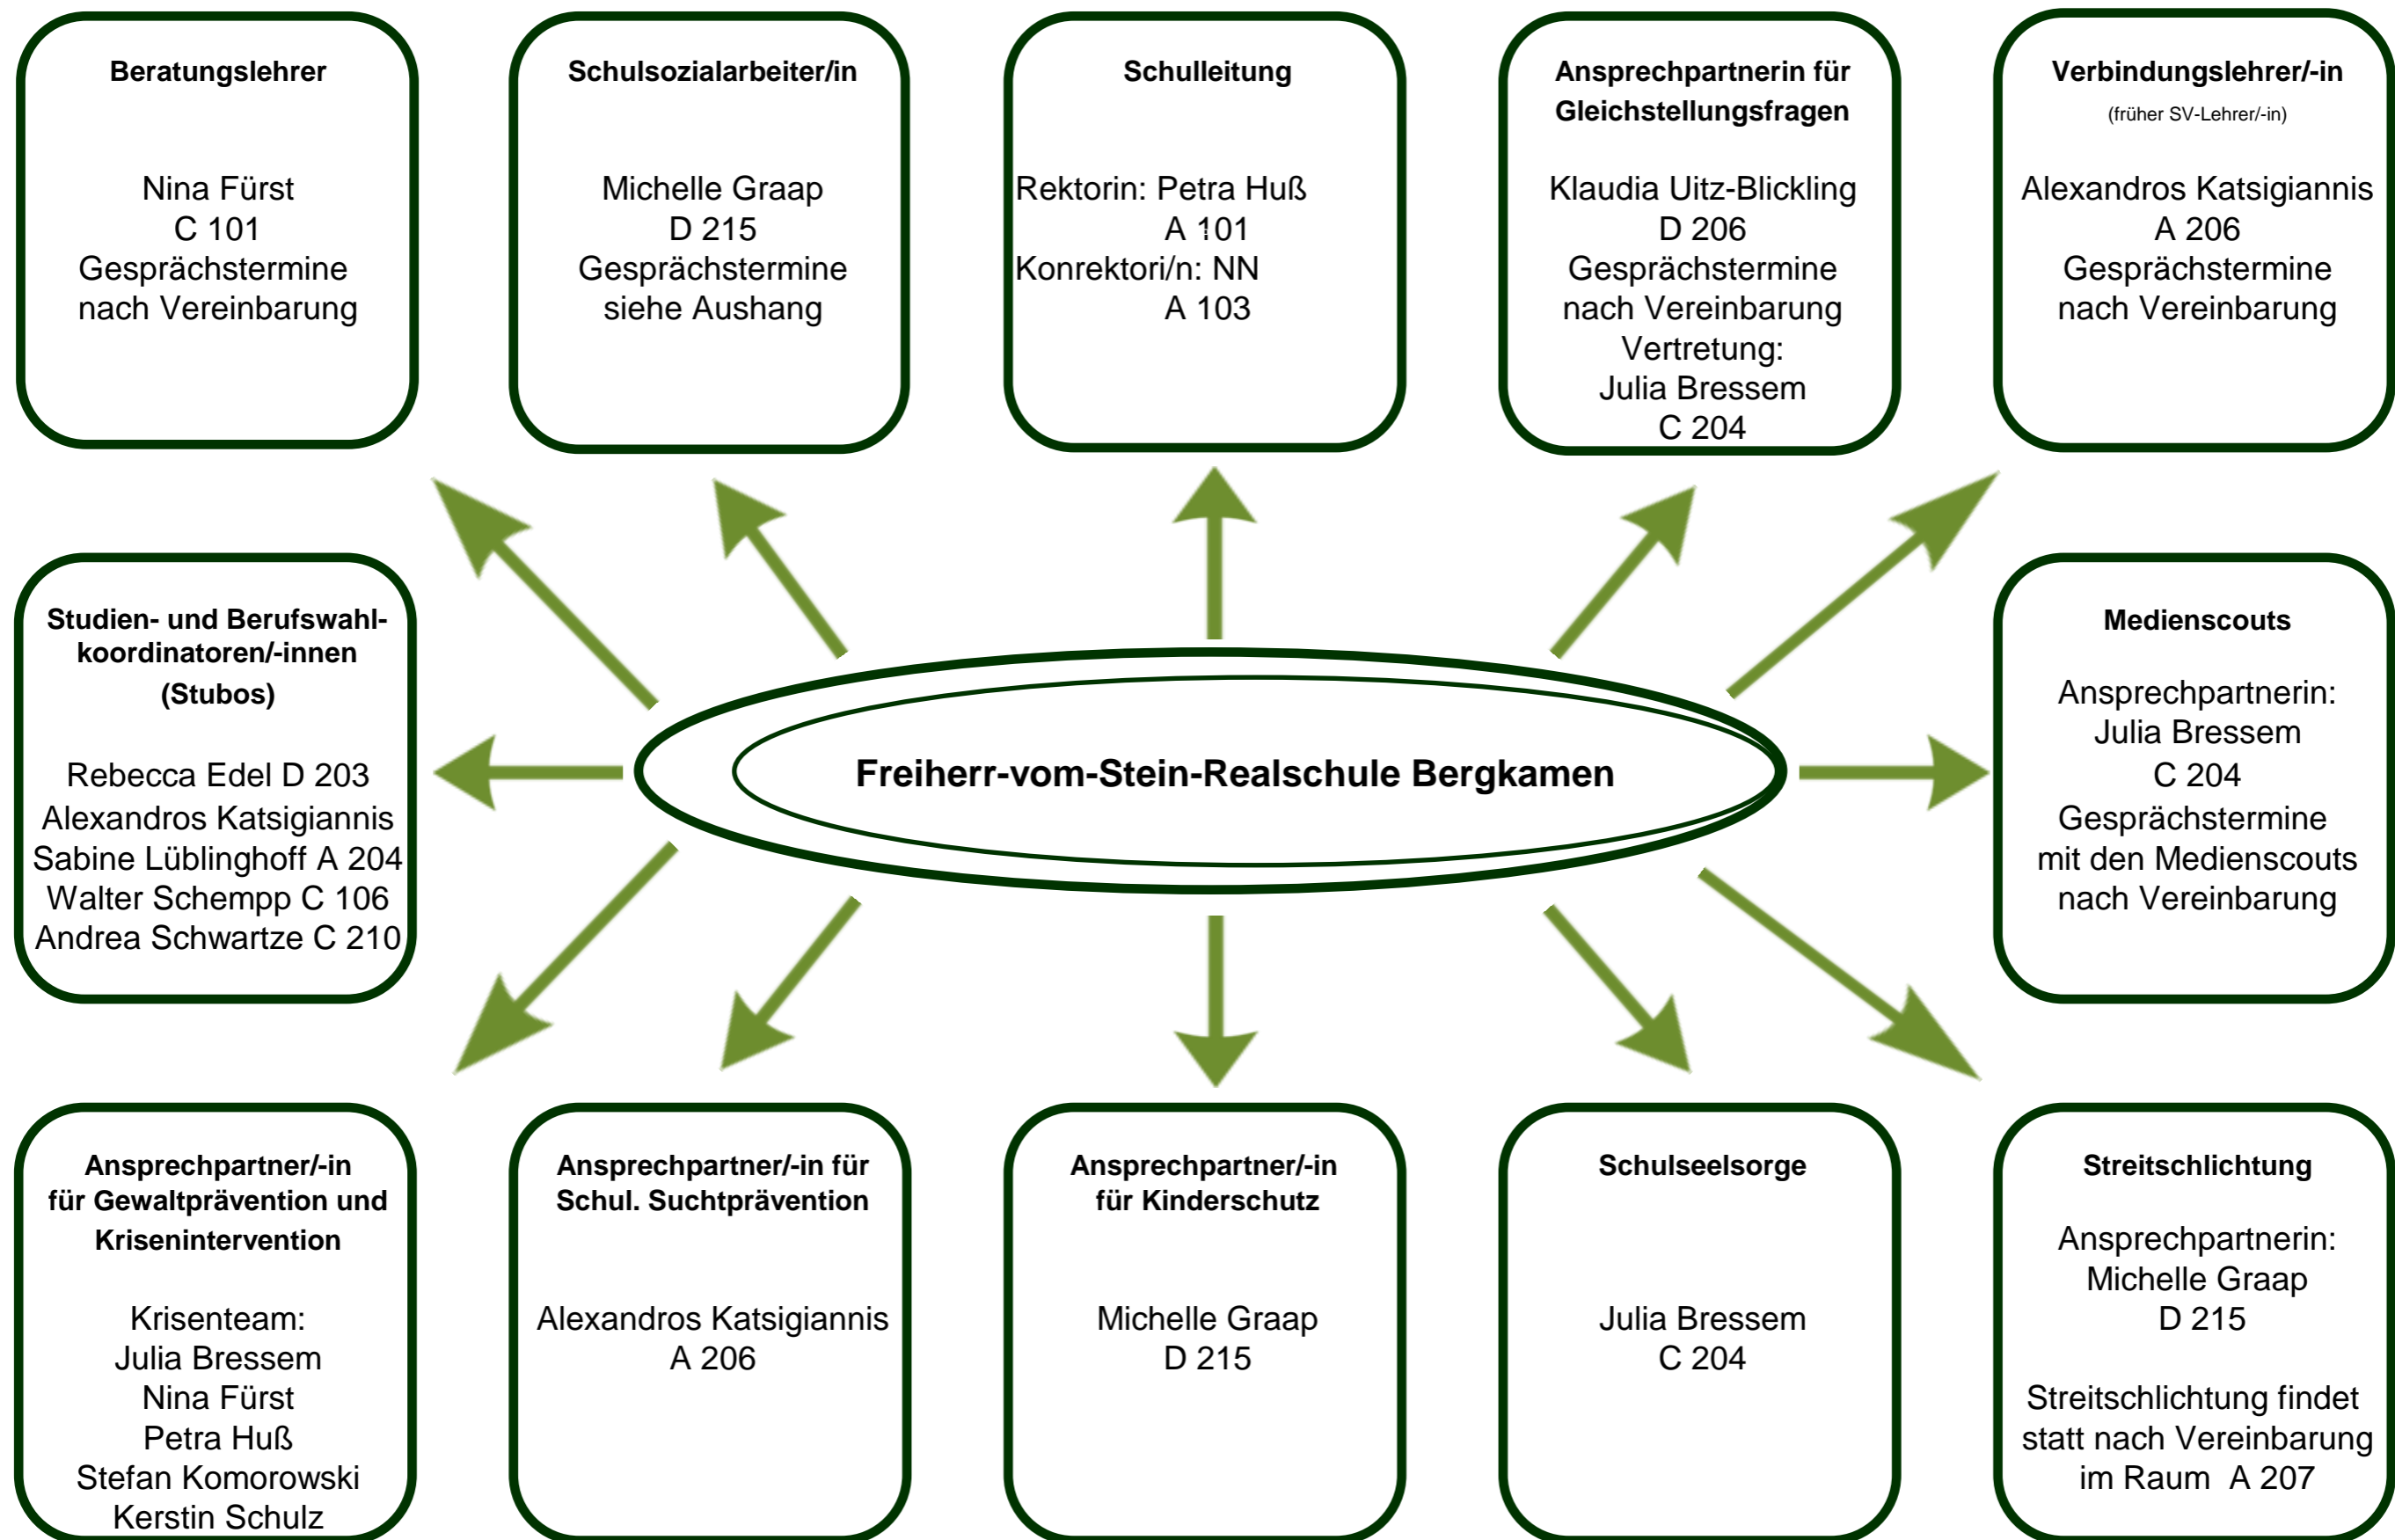 Beratungslehrer
Nina Fürst
C 101
Gesprächstermine
nach Vereinbarung
Schulsozialarbeiter/in
Michelle Graap
D 215
Gesprächstermine
siehe Aushang
Schulleitung
Rektorin: Petra Huß
A 101
Konrektori/n: NN
A 103
Ansprechpartnerin für
Gleichstellungsfragen
Klaudia Uitz-Blickling
D 206
Gesprächstermine
nach Vereinbarung
Vertretung:
Julia Bressem
C 204
Verbindungslehrer/-in
(früher SV-Lehrer/-in)
Alexandros Katsigiannis
A 206
Gesprächstermine
nach Vereinbarung
Studien- und Berufswahl-
koordinatoren/-innen
(Stubos)
Rebecca Edel D 203
Alexandros Katsigiannis
Sabine Lüblinghoff A 204
Walter Schempp C 106
Andrea Schwartze C 210
Freiherr-vom-Stein-Realschule Bergkamen
Medienscouts
Ansprechpartnerin:
Julia Bressem
C 204
Gesprächstermine
mit den Medienscouts
nach Vereinbarung
Ansprechpartner/-in
für Gewaltprävention und
Krisenintervention
Krisenteam:
Julia Bressem
Nina Fürst
Petra Huß
Stefan Komorowski
Kerstin Schulz
Ansprechpartner/-in für
Schul. Suchtprävention
Alexandros Katsigiannis
A 206
Ansprechpartner/-in
für Kinderschutz
Michelle Graap
D 215
Schulseelsorge
Julia Bressem
C 204
Streitschlichtung
Ansprechpartnerin:
Michelle Graap
D 215
Streitschlichtung findet
statt nach Vereinbarung
im Raum A 207